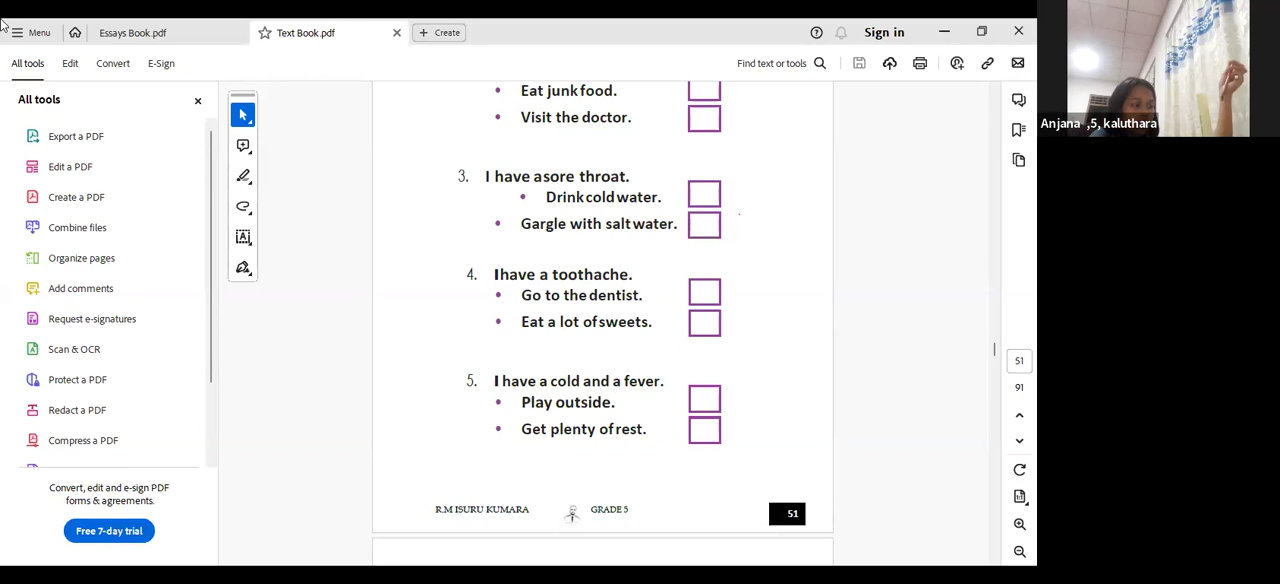 Menu
Essays Book.pdf
Text Book.pdf
Create
Sign in
All tools
Edit
Convert
E-Sign
Find text or tools
All tools
Export a PDF
Edit a PDF
Create a PDF
Combine files
Organize pages
Add comments
Request e-signatures
Scan & OCR
Protect a PDF
Redact a PDF
Compress a PDF
Convert, edit and e-sign PDF
forms & agreements.
Free 7-day trial
• Eat junk food.
• Visit the doctor.
3. I have asore throat.
• Drink cold water.
• Gargle with salt water.
4. I have a toothache.
• Go to the dentist.
• Eat a lot of sweets.
5. I have a cold and a fever.
• Play outside.
• Get plenty of rest.
R.M ISURU KUMARA GRADE 5 51
51
91
Anjana ,5, kaluthara